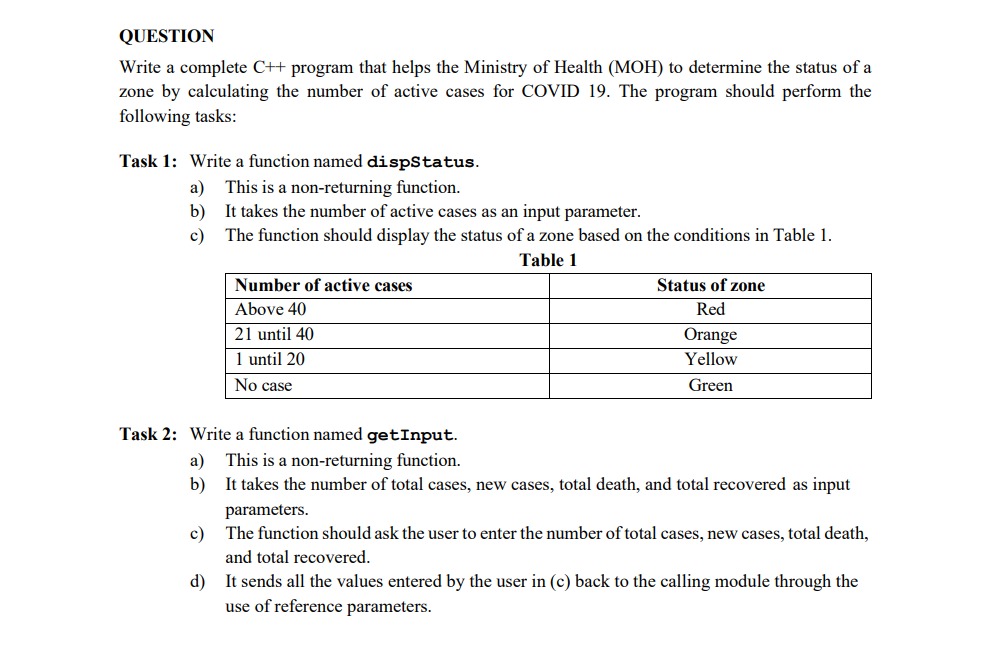 QUESTION
Write a complete C++ program that helps the Ministry of Health (MOH) to determine the status of a
zone by calculating the number of active cases for COVID 19. The program should perform the
following tasks:
Task 1: Write a function named dispStatus.
a) This is a non-returning function.
b) It takes the number of active cases as an input parameter.
c) The function should display the status of a zone based on the conditions in Table 1.
Table 1
Number of active cases Status of zone
Above 40 Red
21 until 40 Orange
1 until 20 Yellow
No case Green
Task 2: Write a function named getInput.
a) This is a non-returning function.
b) It takes the number of total cases, new cases, total death, and total recovered as input
parameters.
c) The function should ask the user to enter the number of total cases, new cases, total death,
and total recovered.
d) It sends all the values entered by the user in (c) back to the calling module through the
use of reference parameters.